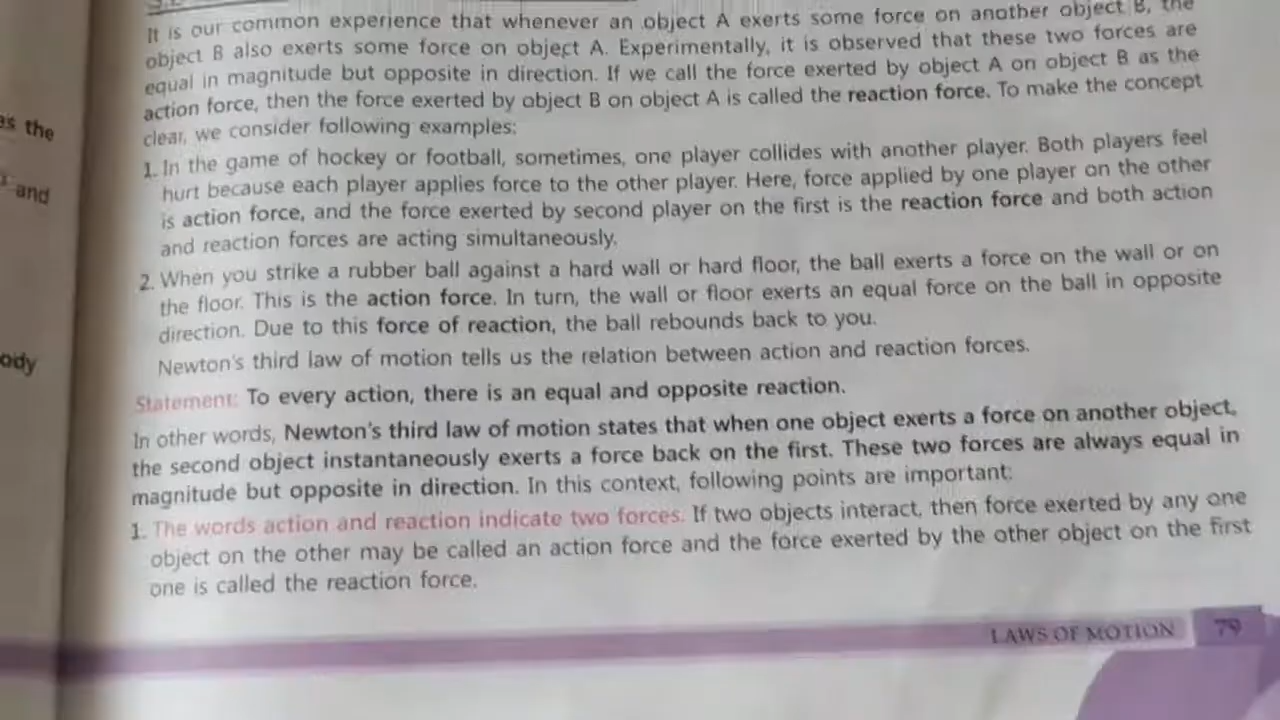 It is our common experience that whenever an object A exerts some force on another object B, the
object B also exerts some force on object A. Experimentally, it is observed that these two forces are
equal in magnitude but opposite in direction. If we call the force exerted by object A on object B as the
action force, then the force exerted by object B on object A is called the reaction force. To make the concept
clear, we consider following examples:
1. In the game of hockey or football, sometimes, one player collides with another player. Both players feel
hurt because each player applies force to the other player. Here, force applied by one player on the other
is action force, and the force exerted by second player on the first is the reaction force and both action
and reaction forces are acting simultaneously.
2. When you strike a rubber ball against a hard wall or hard floor, the ball exerts a force on the wall or on
the floor. This is the action force. In turn, the wall or floor exerts an equal force on the ball in opposite
direction. Due to this force of reaction, the ball rebounds back to you.
Newton's third law of motion tells us the relation between action and reaction forces.
Statement: To every action, there is an equal and opposite reaction.
In other words, Newton's third law of motion states that when one object exerts a force on another object,
the second object instantaneously exerts a force back on the first. These two forces are always equal in
magnitude but opposite in direction. In this context, following points are important:
1. The words action and reaction indicate two forces. If two objects interact, then force exerted by any one
object on the other may be called an action force and the force exerted by the other object on the first
one is called the reaction force.
LAWS OF MOTION 79
the
and